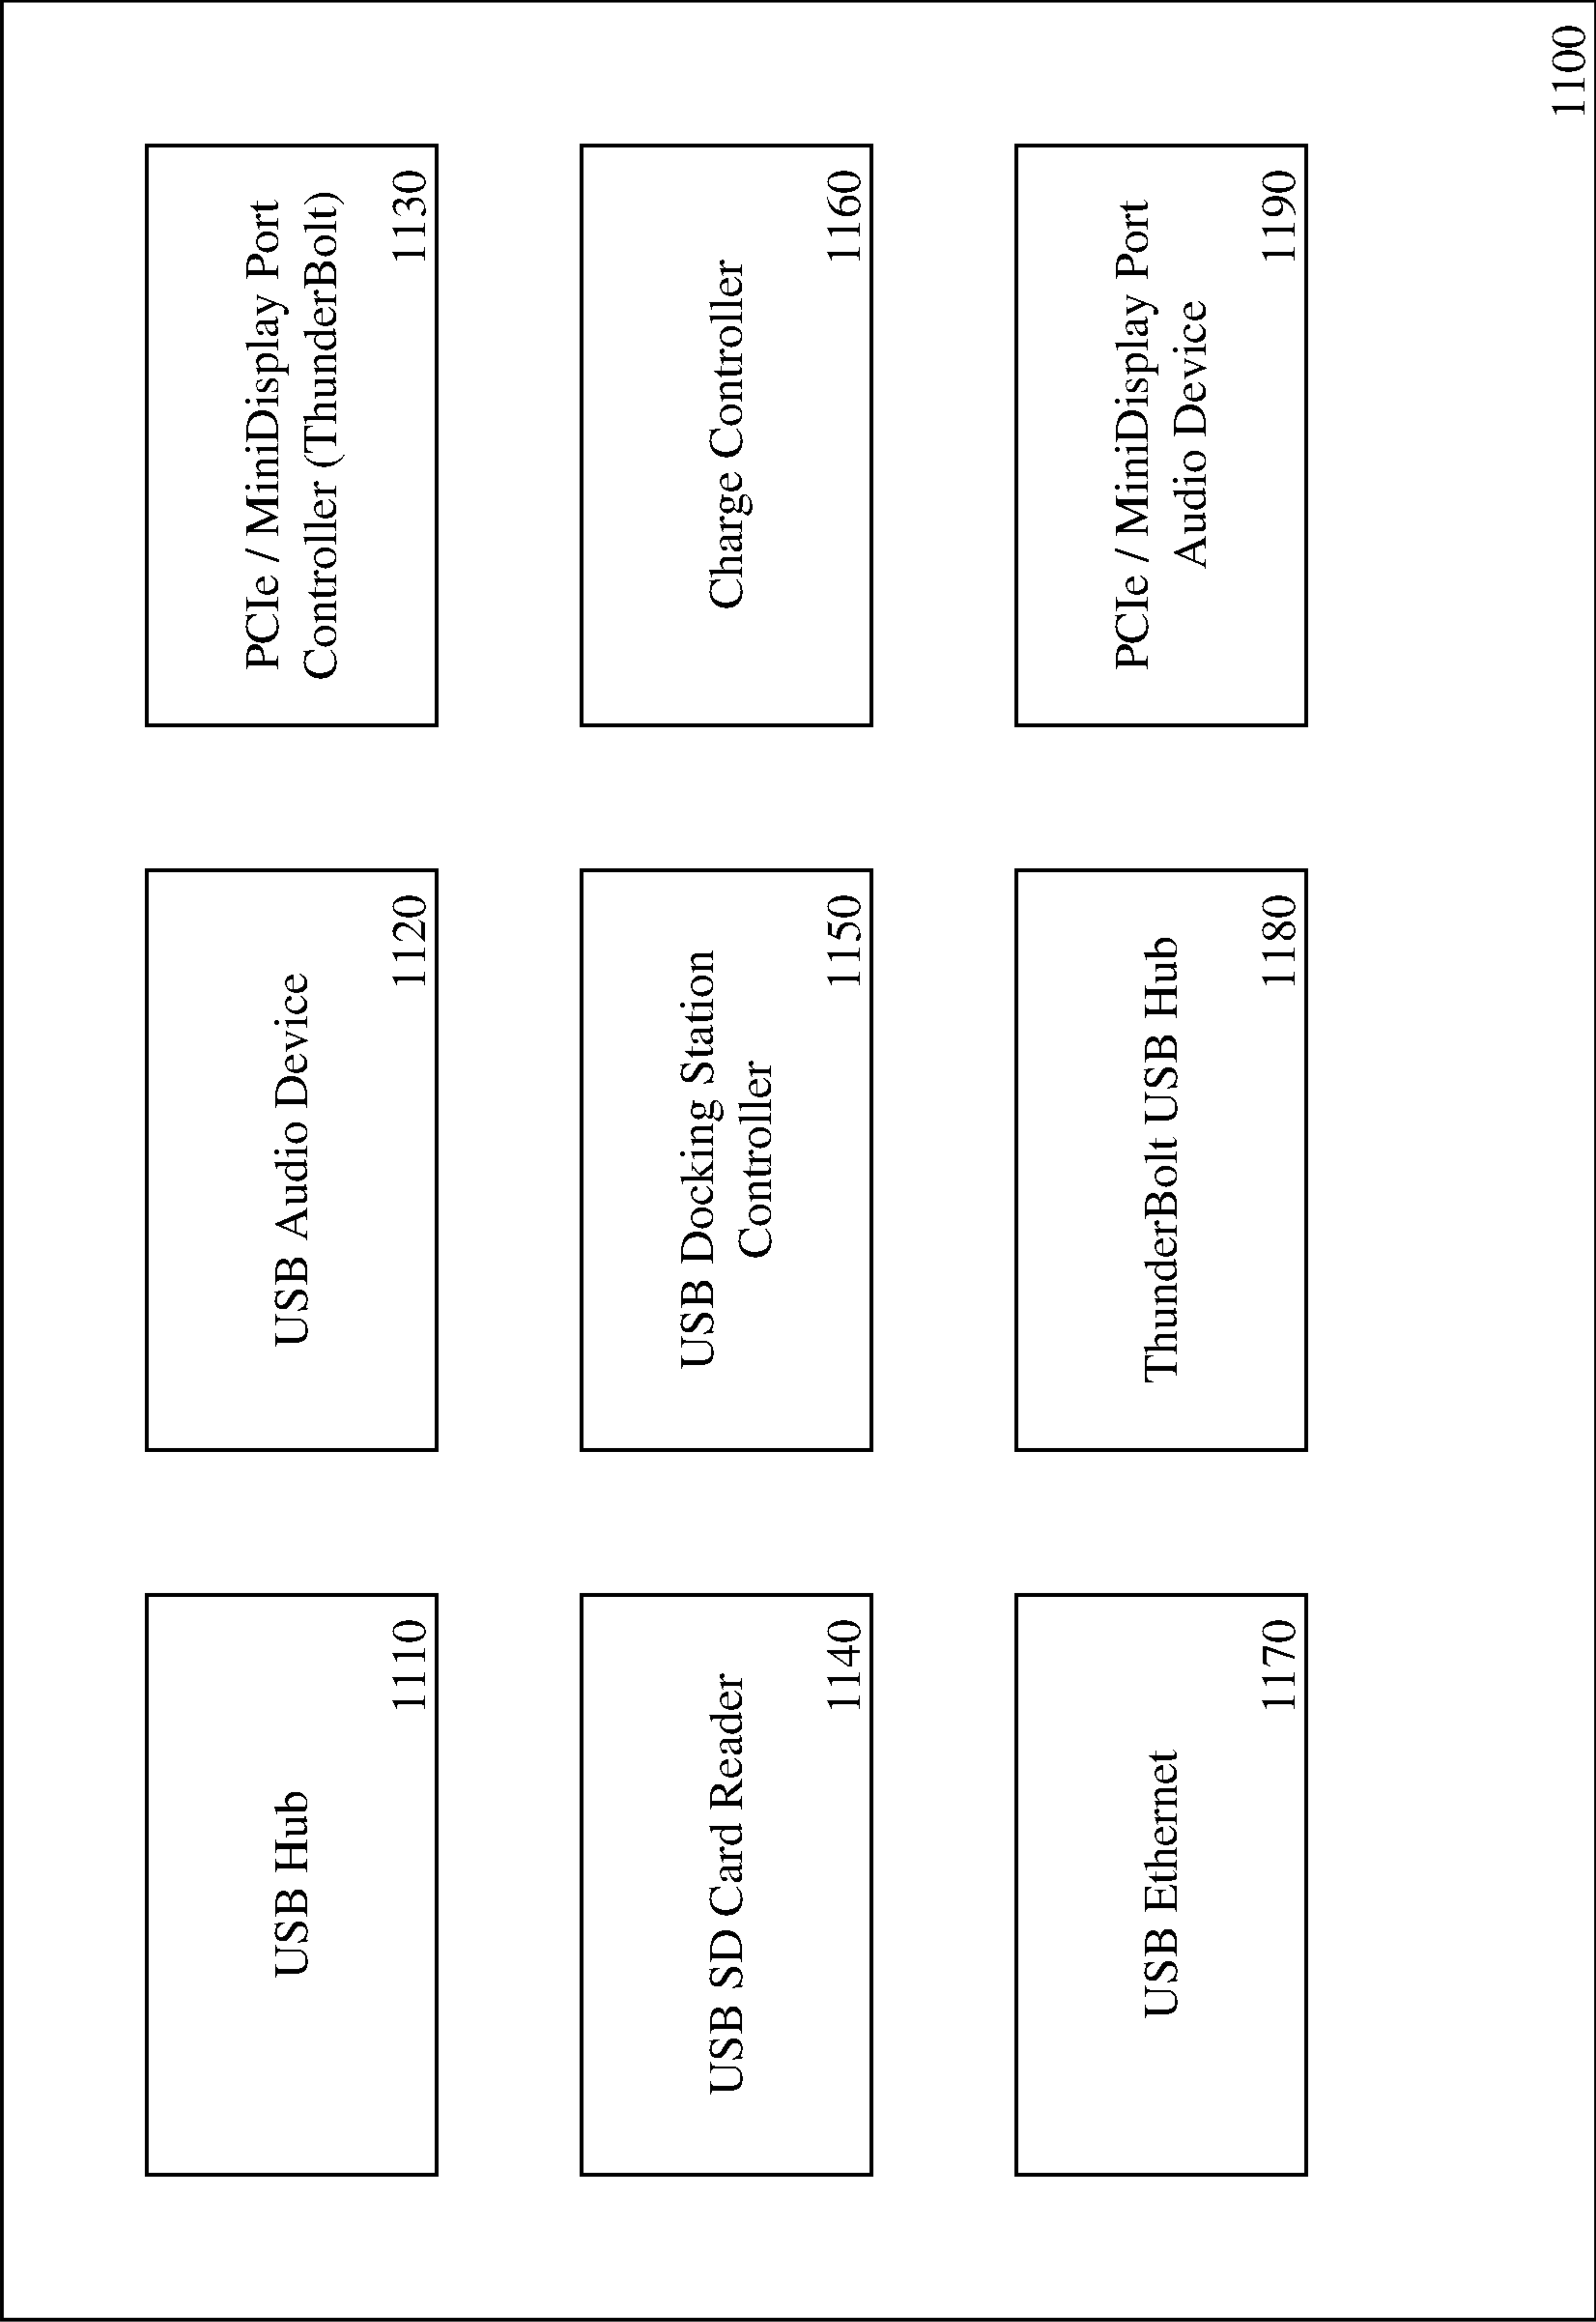 USB Hub
1110
USB Audio Device
1120
PCIe / MiniDisplay Port
Controller (ThunderBolt)
1130
USB SD Card Reader
1140
USB Docking Station
Controller
1150
Charge Controller
1160
USB Ethernet
1170
ThunderBolt USB Hub
1180
PCIe / MiniDisplay Port
Audio Device
1190
1100